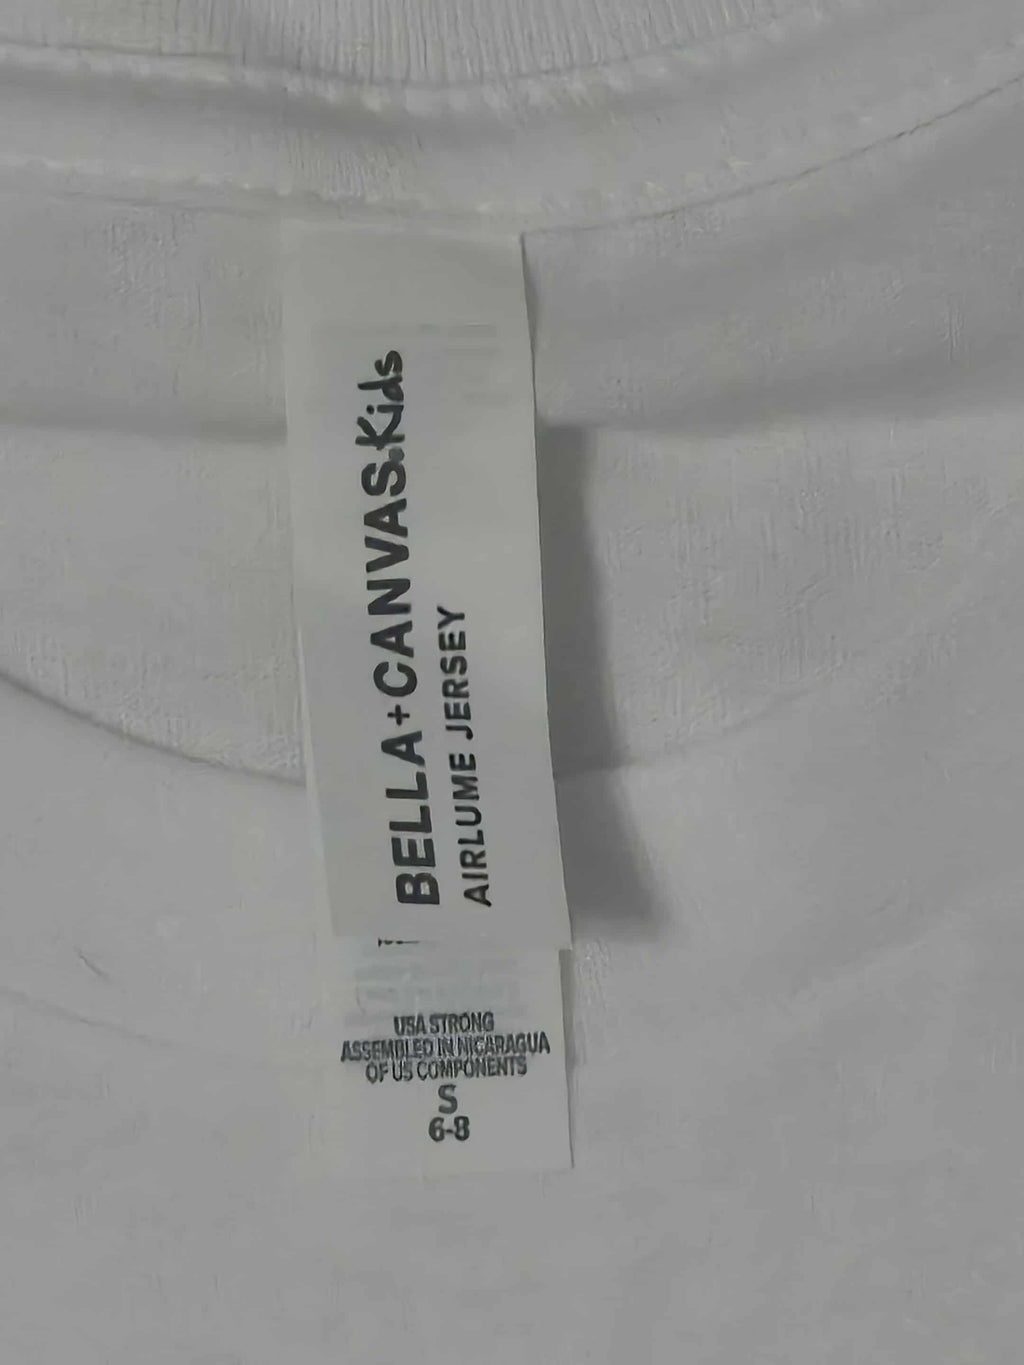 BELLA+CANVAS.Kids
AIRLUME JERSEY
USA STRONG
ASSEMBLED IN NICARAGUA
OF US COMPONENTS
S
6-8